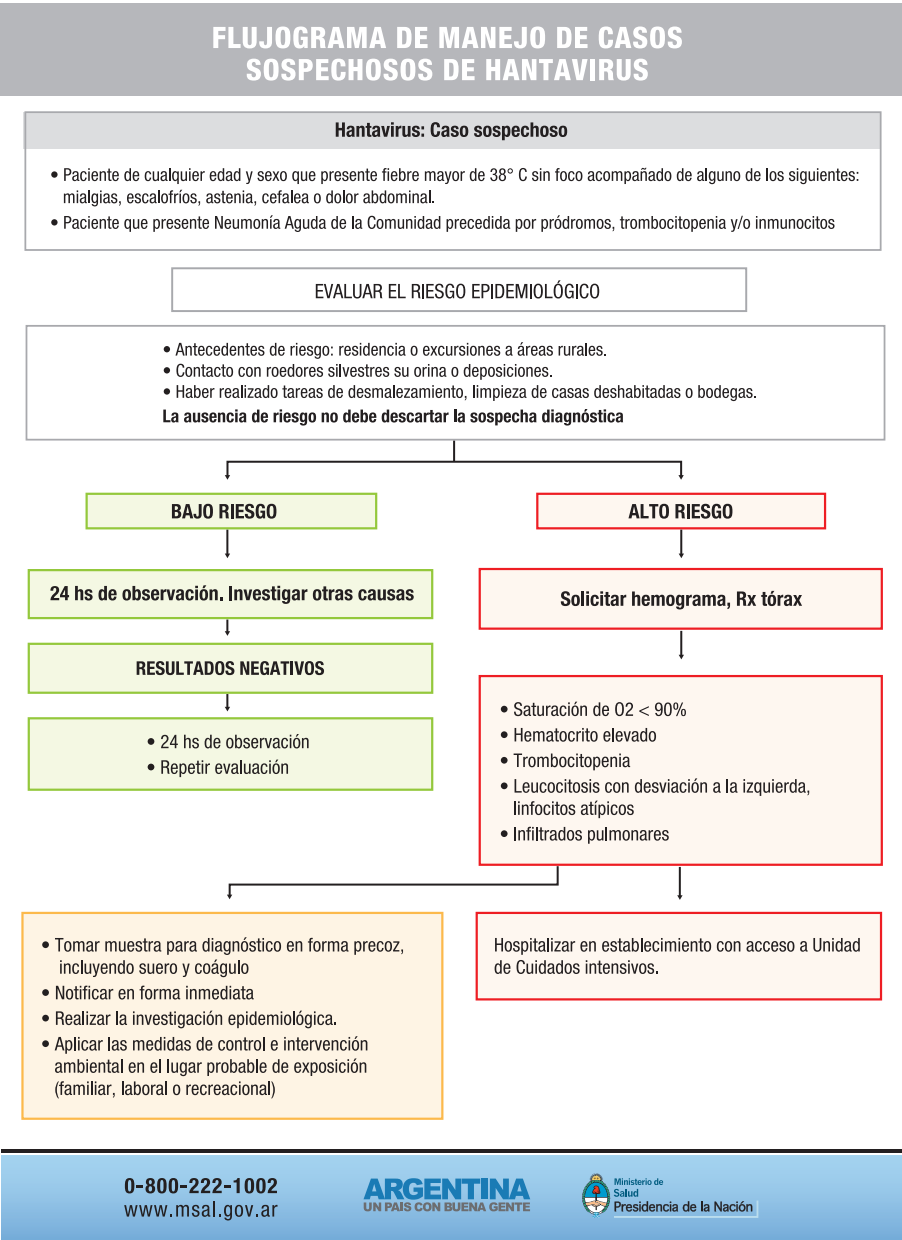 FLUJOGRAMA DE MANEJO DE CASOS
SOSPECHOSOS DE HANTAVIRUS
Hantavirus: Caso sospechoso
• Paciente de cualquier edad y sexo que presente fiebre mayor de 38° C sin foco acompañado de alguno de los siguientes:
mialgias, escalofríos, astenia, cefalea o dolor abdominal.
• Paciente que presente Neumonía Aguda de la Comunidad precedida por pródromos, trombocitopenia y/o inmunocitos
EVALUAR EL RIESGO EPIDEMIOLÓGICO
• Antecedentes de riesgo: residencia o excursiones a áreas rurales.
• Contacto con roedores silvestres su orina o deposiciones.
• Haber realizado tareas de desmalezamiento, limpieza de casas deshabitadas o bodegas.
La ausencia de riesgo no debe descartar la sospecha diagnóstica
BAJO RIESGO
24 hs de observación. Investigar otras causas
RESULTADOS NEGATIVOS
• 24 hs de observación
• Repetir evaluación
ALTO RIESGO
Solicitar hemograma, Rx tórax
• Saturación de O2 < 90%
• Hematocrito elevado
• Trombocitopenia
• Leucocitosis con desviación a la izquierda,
linfocitos atípicos
• Infiltrados pulmonares
• Tomar muestra para diagnóstico en forma precoz,
incluyendo suero y coágulo
• Notificar en forma inmediata
• Realizar la investigación epidemiológica.
• Aplicar las medidas de control e intervención
ambiental en el lugar probable de exposición
(familiar, laboral o recreacional)
Hospitalizar en establecimiento con acceso a Unidad
de Cuidados intensivos.
0-800-222-1002
www.msal.gov.ar
ARGENTINA
UN PAIS CON BUENA GENTE
Ministerio de
Salud
Presidencia de la Nación